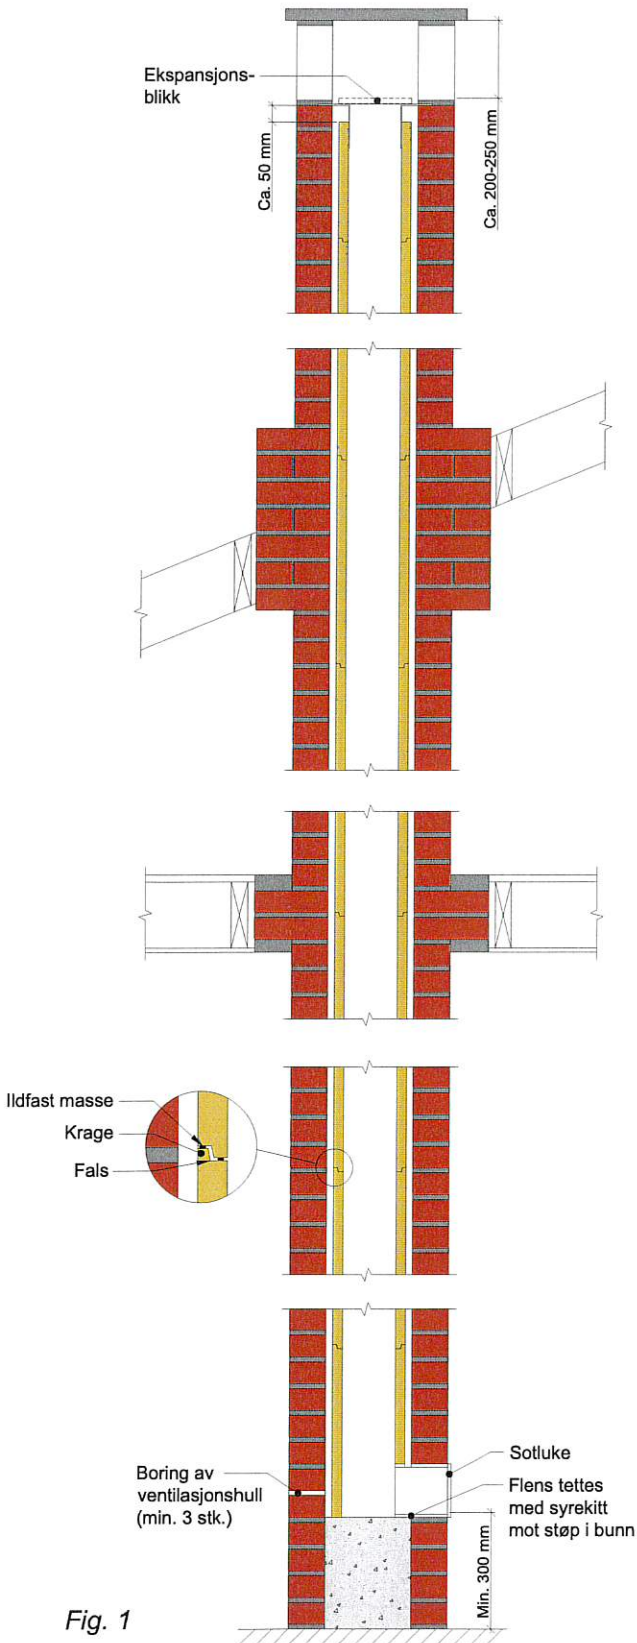 Ekspansjons-
blikk
Ca. 50 mm
Ca. 200-250 mm
Ildfast masse
Krage
Fals
Sotluke
Boring av
ventilasjonshull
(min. 3 stk.)
Flens tettes
med syrekitt
mot støp i bunn
Min. 300 mm
Fig. 1